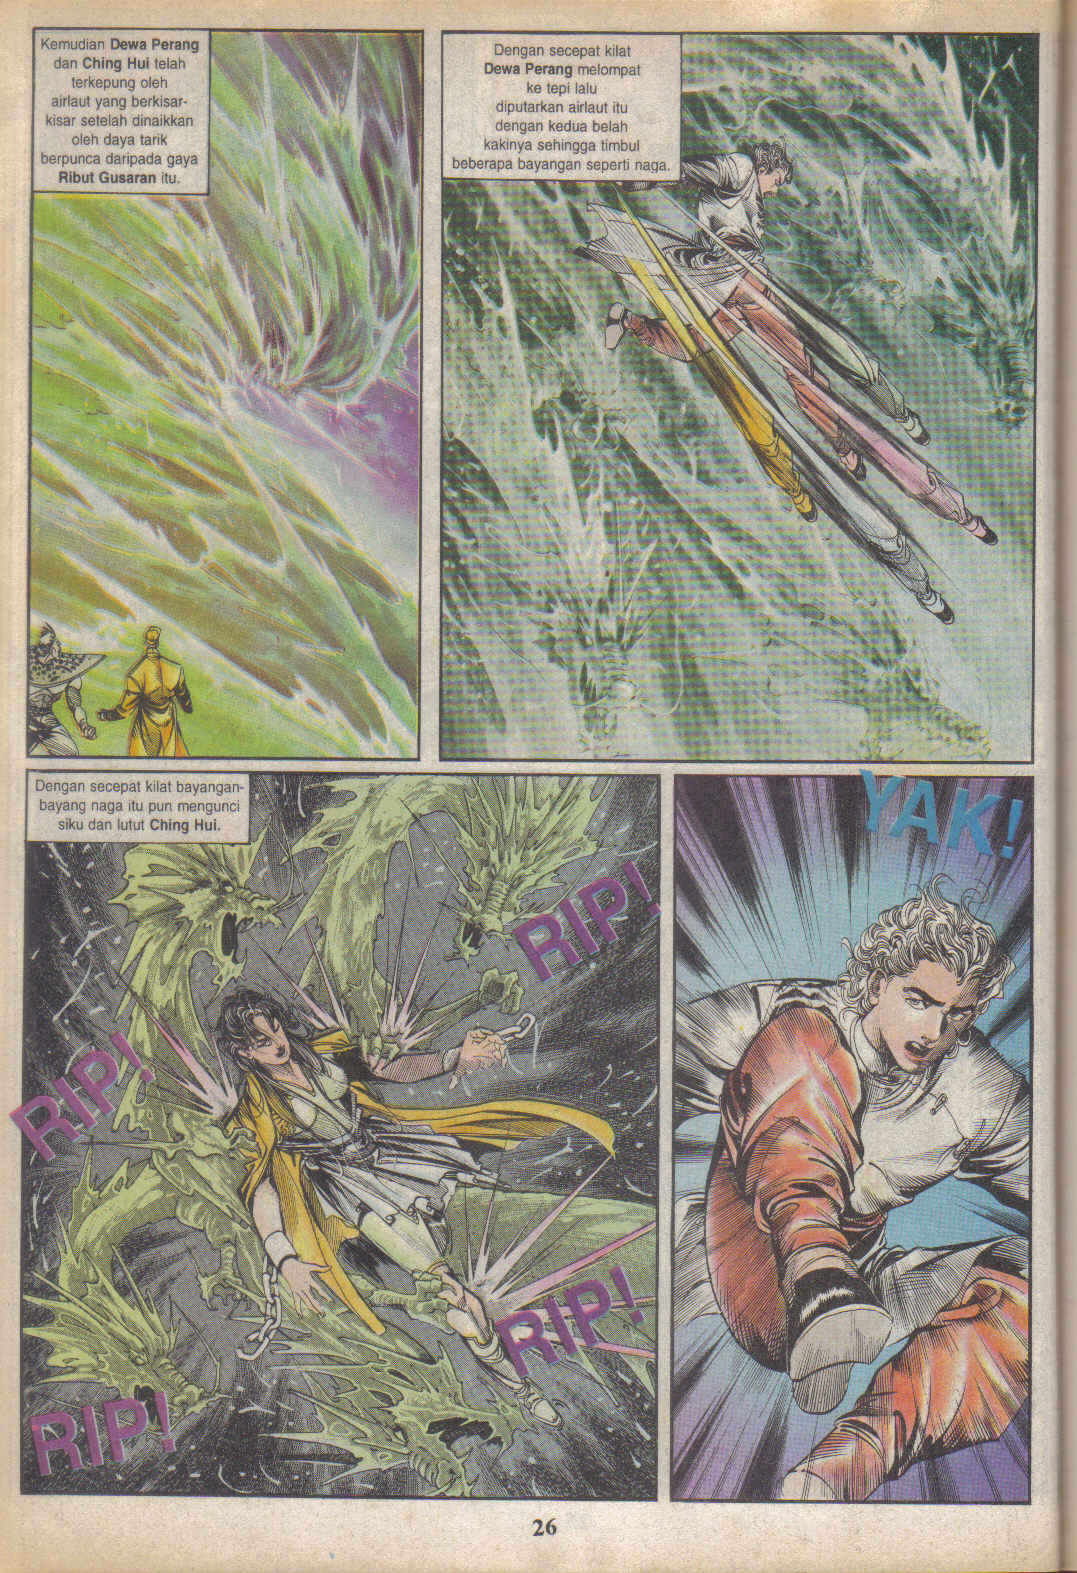 Kemudian Dewa Perang
dan Ching Hui telah
terkepung oleh
airlaut yang berkisar-
kisar setelah dinaikkan
oleh daya tarik
berpunca daripada gaya
Ribut Gusaran itu.
Dengan secepat kilat
Dewa Perang melompat
ke tepi lalu
diputarkan airlaut itu
dengan kedua belah
kakinya sehingga timbul
beberapa bayangan seperti naga.
Dengan secepat kilat bayangan-
bayang naga itu pun mengunci
siku dan lutut Ching Hui.
RIP!
RIP!
RIP!
RIP!
YAK!
26